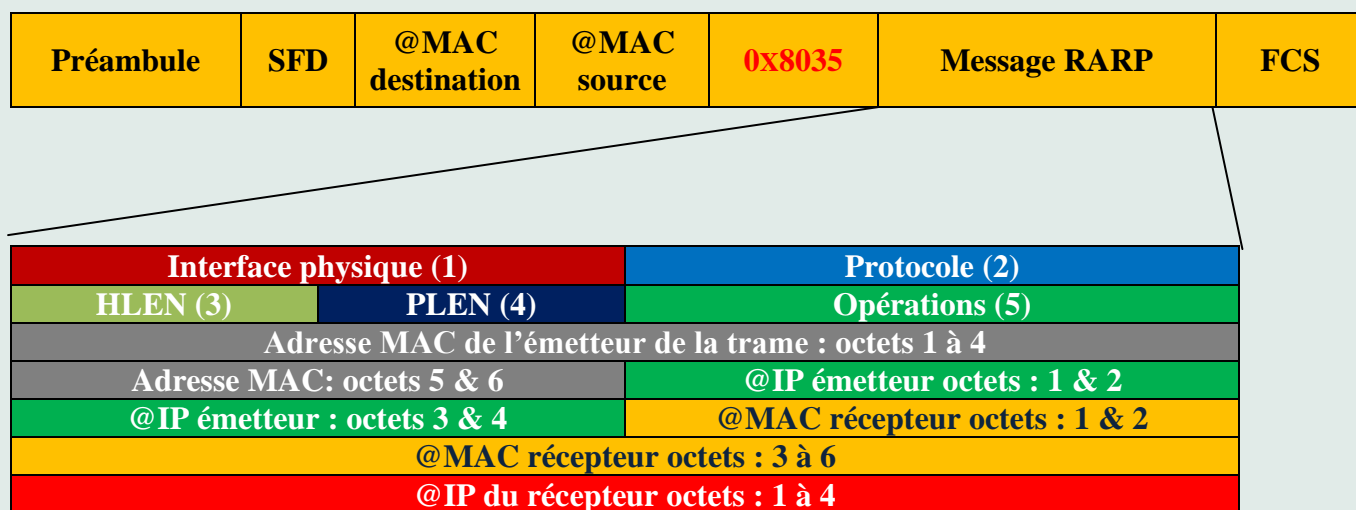 Préambule SFD @MAC destination @MAC source 0x8035 Message RARP FCS
Interface physique (1) Protocole (2)
HLEN (3) PLEN (4) Opérations (5)
Adresse MAC de l’émetteur de la trame : octets 1 à 4
Adresse MAC: octets 5 & 6 @IP émetteur octets : 1 & 2
@IP émetteur : octets 3 & 4 @MAC récepteur octets : 1 & 2
@MAC récepteur octets : 3 à 6
@IP du récepteur octets : 1 à 4